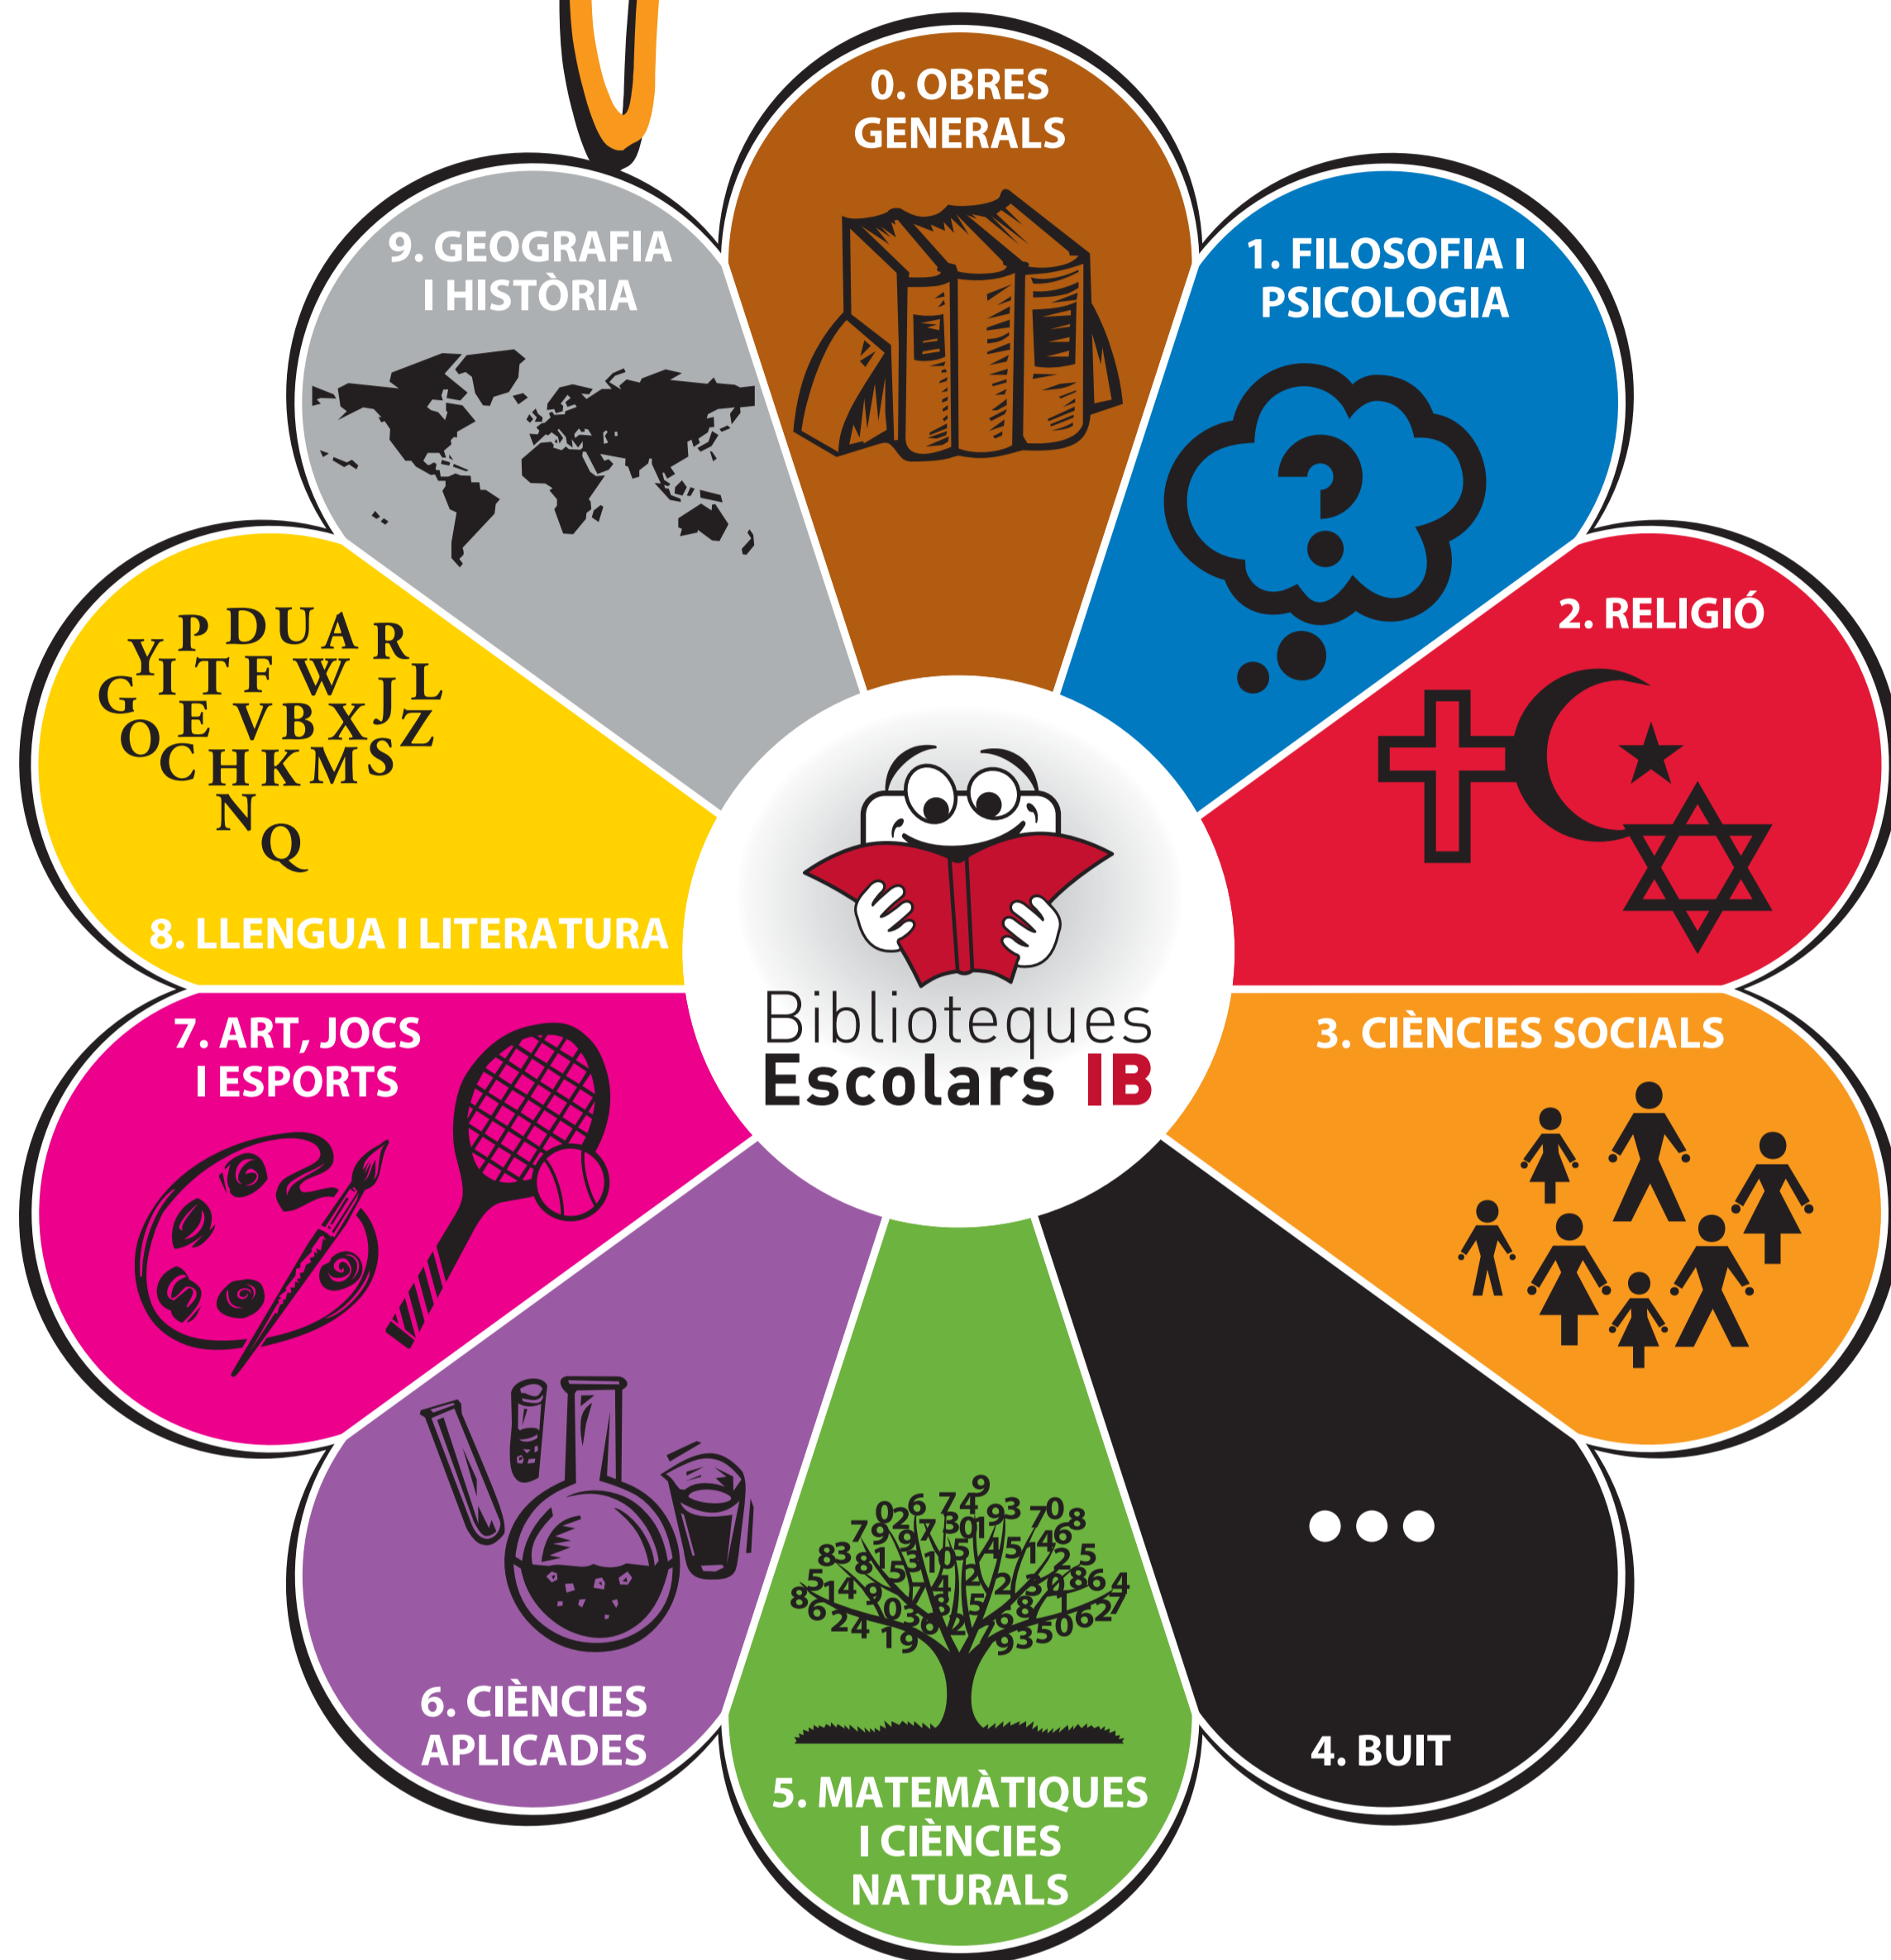 0. OBRES
GENERALS
1. FILOSOFIA I
PSICOLOGIA
2. RELIGIÓ
3. CIÈNCIES SOCIALS
4. BUIT
5. MATEMÀTIQUES
I CIÈNCIES
NATURALS
6. CIÈNCIES
APLICADES
7. ART, JOCS
I ESPORTS
8. LLENGUA I LITERATURA
P D U A R
Y I T F W J L
G E V B X Z
O C H K M S
N
Q
9. GEOGRAFIA
I HISTÒRIA
?
Biblioteques
Escolars IB